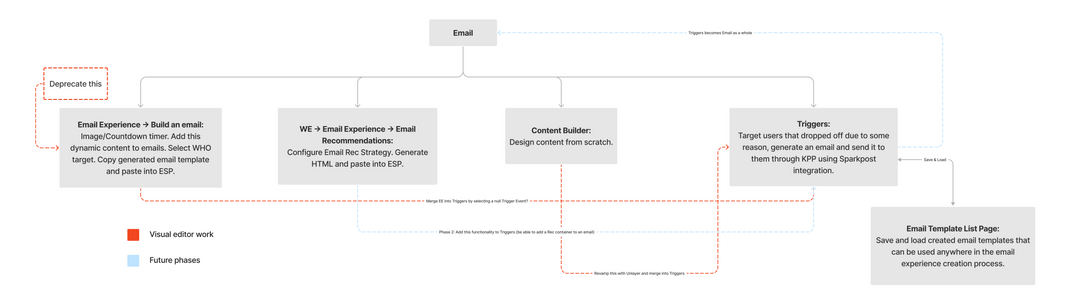 Email
Triggers becomes Email as a whole
Deprecate this
Email Experience → Build an email:
Image/Countdown timer. Add this
dynamic content to emails. Select WHO
target. Copy generated email template
and paste into ESP.
WE → Email Experience → Email
Recommendations:
Configure Email Rec Strategy. Generate
HTML and paste into ESP.
Content Builder:
Design content from scratch.
Triggers:
Target users that dropped off due to some
reason, generate an email and send it to
them through KPP using Sparkpost
integration.
Save & Load
Merge EE into Triggers by selecting a null Trigger Event?
Phase 2: Add this functionality to Triggers (be able to add a Rec container to an email)
Revamp this with Unlayer and merge into Triggers
Email Template List Page:
Save and load created email templates that
can be used anywhere in the email
experience creation process.
Visual editor work
Future phases